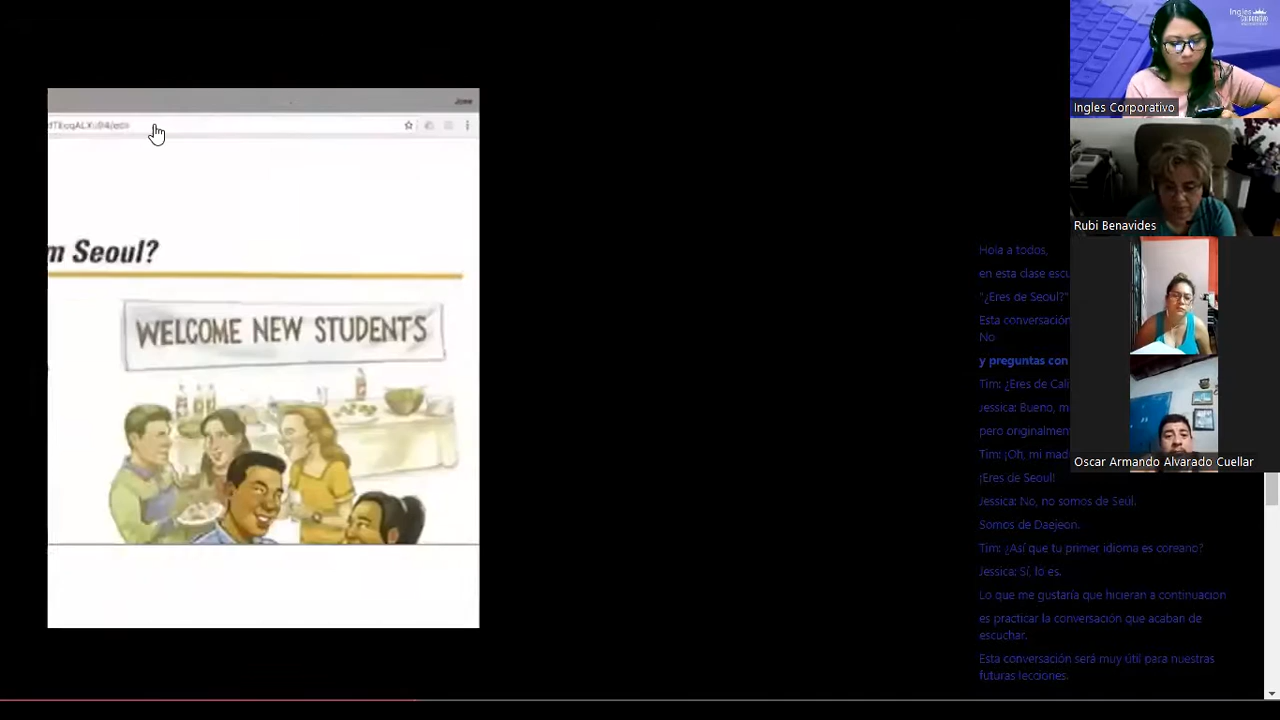 Jose
m Seoul?
WELCOME NEW STUDENTS
Hola a todos,
en esta clase escu
"¿Eres de Seoul?"
Esta conversación
No
y preguntas con
Tim: ¿Eres de Cali
Jessica: Bueno, m
pero originalmen
Tim: ¡Oh, mi mad
¡Eres de Seoul!
Jessica: No, no somos de Seúl.
Somos de Daejeon.
Tim: ¿Así que tu primer idioma es coreano?
Jessica: Sí, lo es.
Lo que me gustaría que hicieran a continuación
es practicar la conversación que acaban de
escuchar.
Esta conversación será muy útil para nuestras
futuras lecciones.
Ingles Corporativo
Rubi Benavides
Oscar Armando Alvarado Cuellar